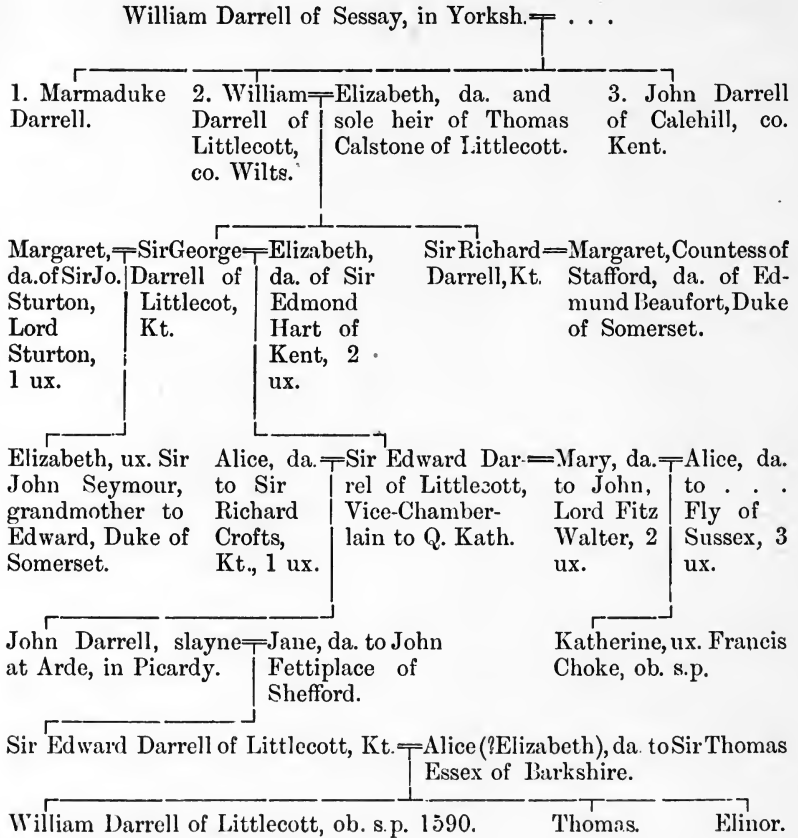 William Darrell of Sessay, in Yorksh. = . . .
1. Marmaduke Darrell.
2. William Darrell of Littlecott, co. Wilts.
= Elizabeth, da. and sole heir of Thomas Calstone of Littlecott.
3. John Darrell of Calehill, co. Kent.
Margaret, da. of Sir Jo. Sturton, Lord Sturton, 1 ux.
= Sir George Darrell of Littlecot, Kt.
= Elizabeth, da. of Sir Edmond Hart of Kent, 2 ux.
Sir Richard Darrell, Kt.
= Margaret, Countess of Stafford, da. of Edmund Beaufort, Duke of Somerset.
Elizabeth, ux. Sir John Seymour, grandmother to Edward, Duke of Somerset.
Alice, da. to Sir Richard Crofts, Kt., 1 ux.
= Sir Edward Darrel of Littlecott, Vice-Chamberlain to Q. Kath.
= Mary, da. to John, Lord Fitz Walter, 2 ux.
= Alice, da. to . . . Fly of Sussex, 3 ux.
John Darrell, slayne at Arde, in Picardy.
= Jane, da. to John Fettiplace of Shefford.
Katherine, ux. Francis Choke, ob. s.p.
Sir Edward Darrell of Littlecott, Kt.
= Alice (?Elizabeth), da. to Sir Thomas Essex of Barkshire.
William Darrell of Littlecott, ob. s.p. 1590.
Thomas.
Elinor.